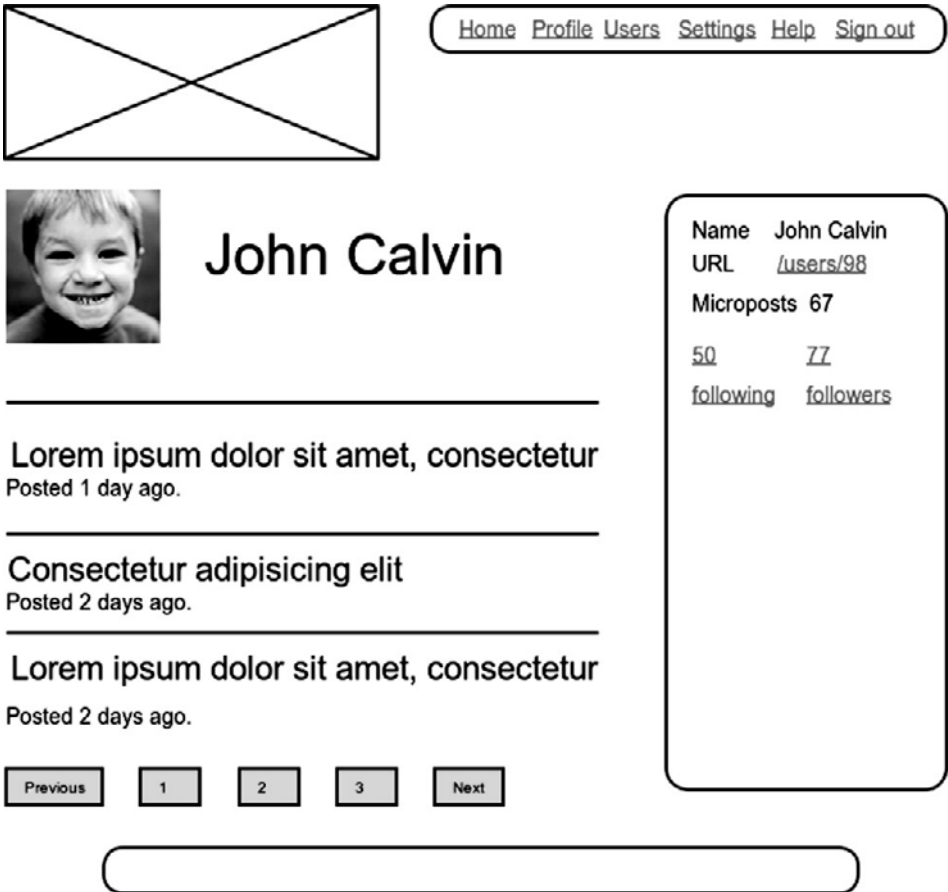 Home Profile Users Settings Help Sign out
John Calvin
Lorem ipsum dolor sit amet, consectetur
Posted 1 day ago.
Consectetur adipisicing elit
Posted 2 days ago.
Lorem ipsum dolor sit amet, consectetur
Posted 2 days ago.
Previous 1 2 3 Next
Name John Calvin
URL /users/98
Microposts 67
50 77
following followers